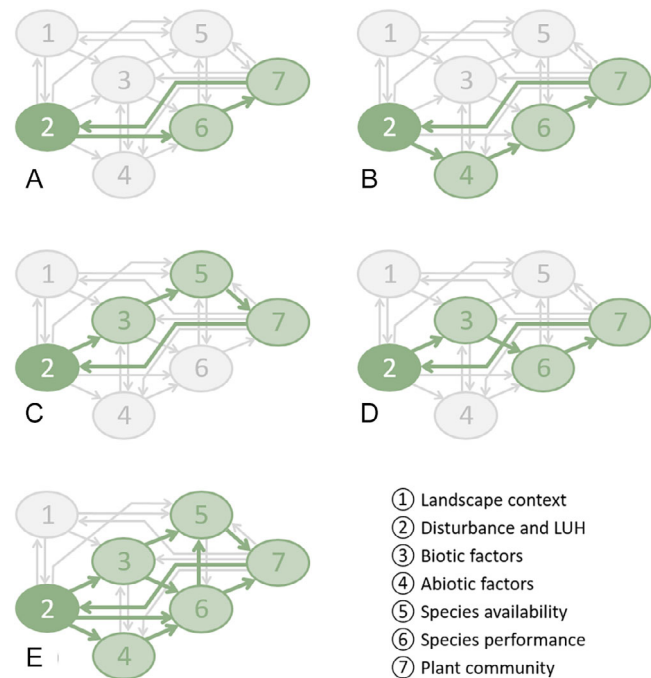 1 5
3 7
2 6
4
A
1 5
3 7
2 6
4
B
1 5
3 7
2 6
4
C
1 5
3 7
2 6
4
D
1 5
3 7
2 6
4
E
1 Landscape context
2 Disturbance and LUH
3 Biotic factors
4 Abiotic factors
5 Species availability
6 Species performance
7 Plant community